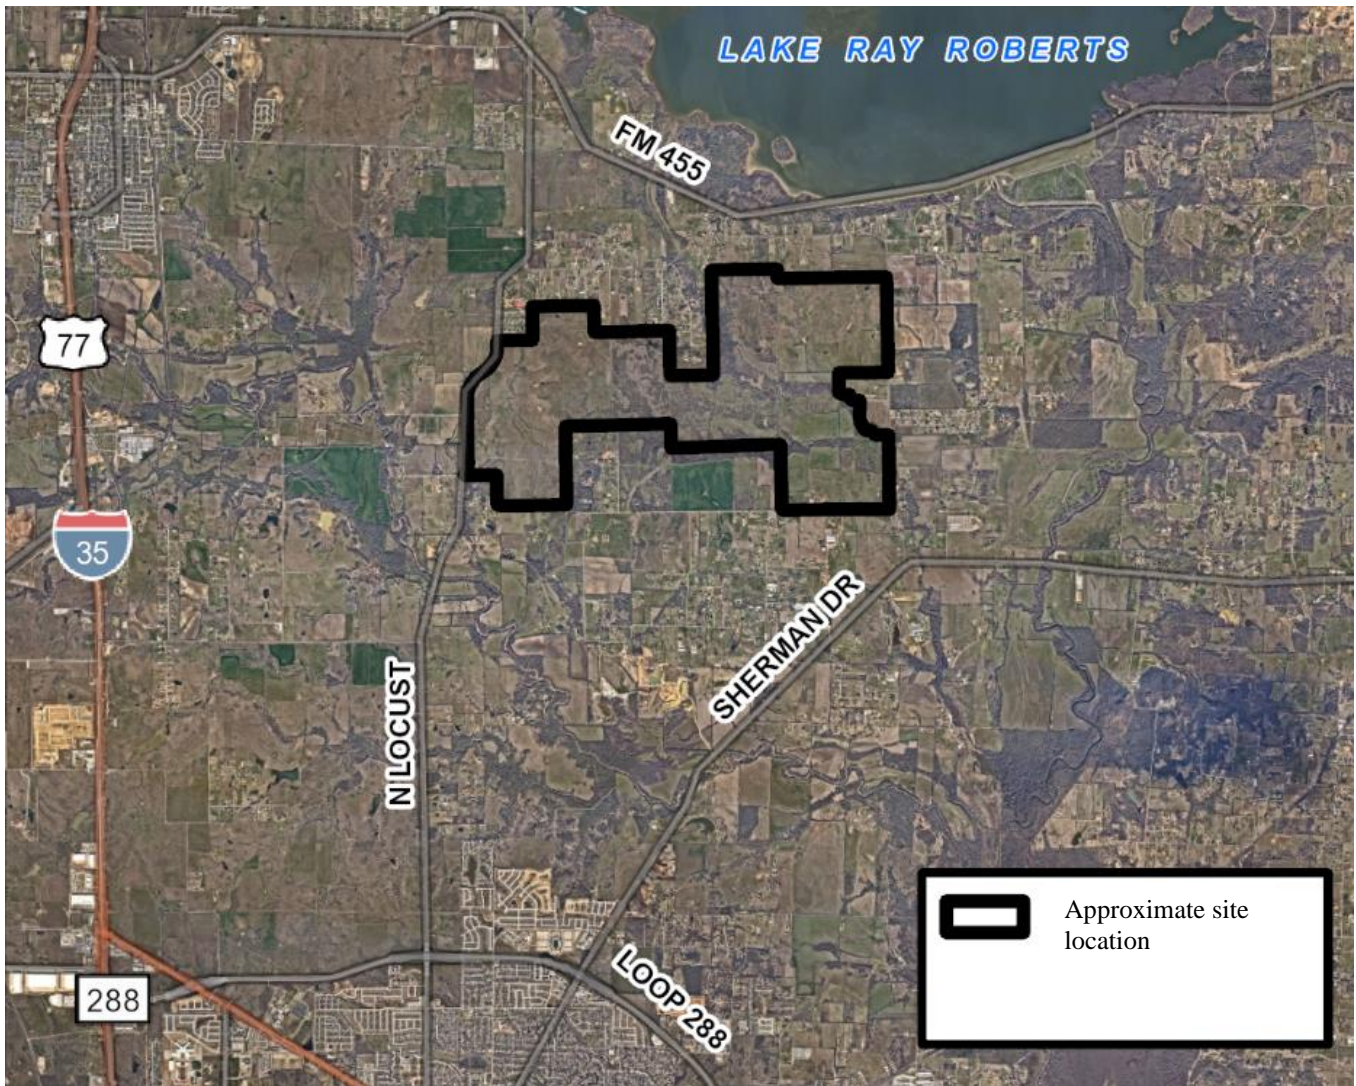 LAKE RAY ROBERTS
FM 455
77
35
SHERMAN DR
N LOCUST
LOOP 288
288
Approximate site
location